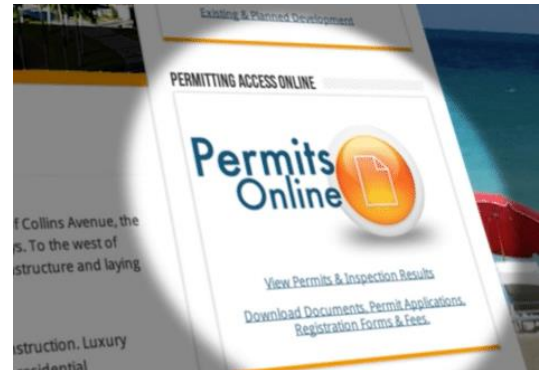 Existing & Planned Development
PERMITTING ACCESS ONLINE
Permits
Online
View Permits & Inspection Results
Download Documents, Permit Applications,
Registration Forms & Fees.
f Collins Avenue, the
s. To the west of
structure and laying
struction. Luxury
residential